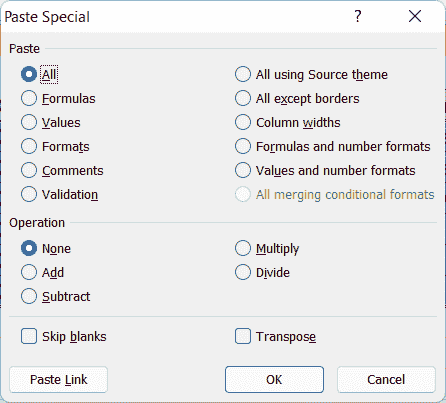 Paste Special ?
Paste
All
Formulas
Values
Formats
Comments
Validation
All using Source theme
All except borders
Column widths
Formulas and number formats
Values and number formats
All merging conditional formats
Operation
None
Add
Subtract
Multiply
Divide
Skip blanks
Transpose
Paste Link
OK
Cancel